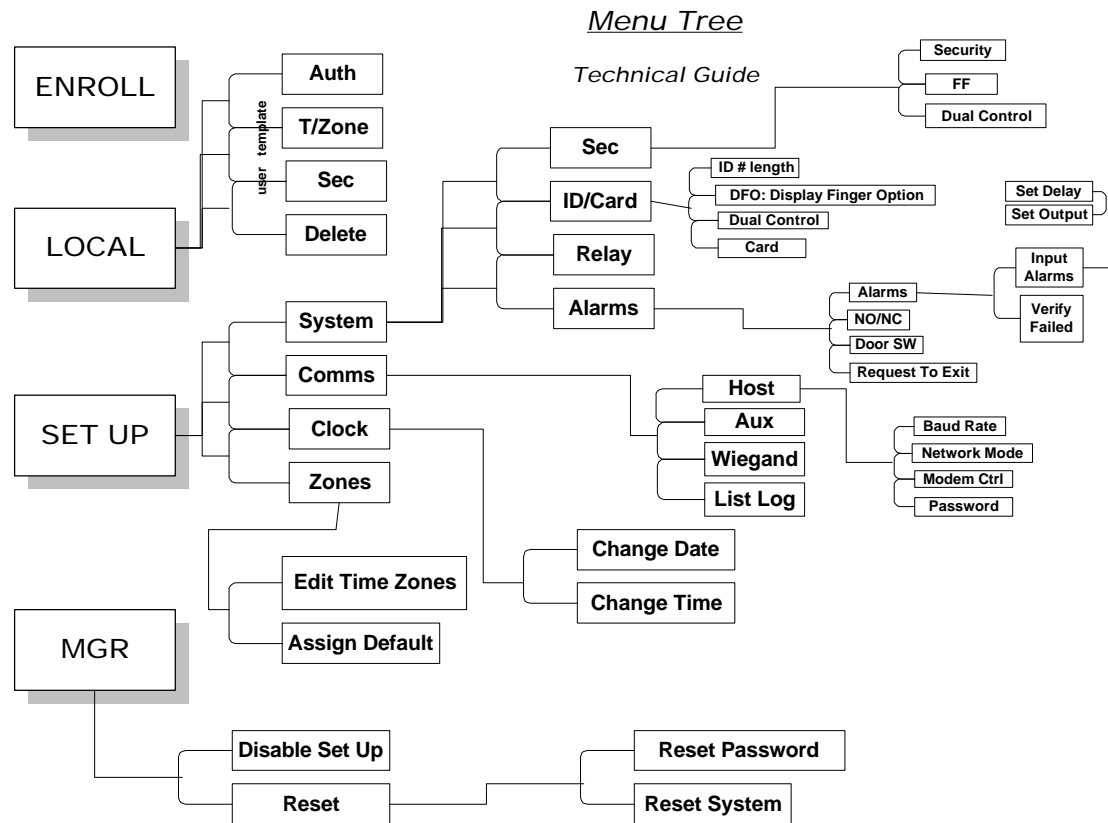 Menu Tree
Technical Guide
ENROLL
LOCAL
user template
Auth
T/Zone
Sec
Delete
SET UP
System
Comms
Clock
Zones
Sec
ID/Card
Relay
Alarms
Security
FF
Dual Control
ID # length
DFO: Display Finger Option
Dual Control
Card
Alarms
NO/NC
Door SW
Request To Exit
Input
Alarms
Verify
Failed
Set Delay
Set Output
Host
Aux
Wiegand
List Log
Baud Rate
Network Mode
Modem Ctrl
Password
Change Date
Change Time
Edit Time Zones
Assign Default
MGR
Disable Set Up
Reset
Reset Password
Reset System